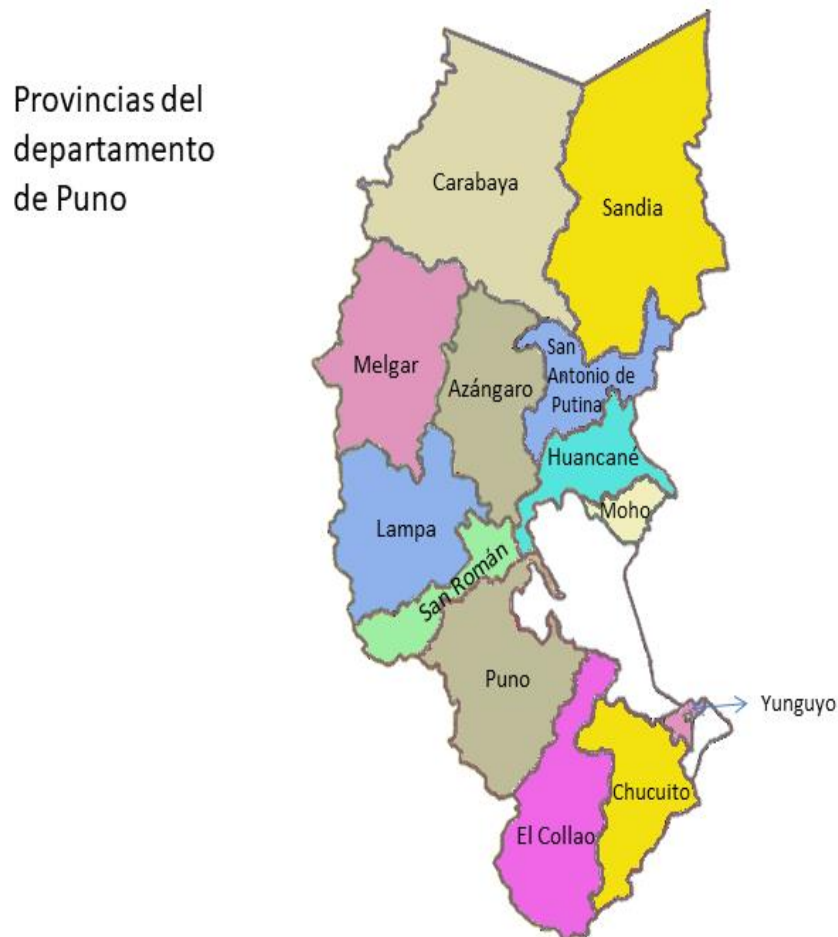 Provincias del
departamento
de Puno
Carabaya
Sandia
San
Antonio de
Putina
Melgar
Azángaro
Huancané
Moho
Lampa
San Román
Puno
Yunguyo
Chucuito
El Collao